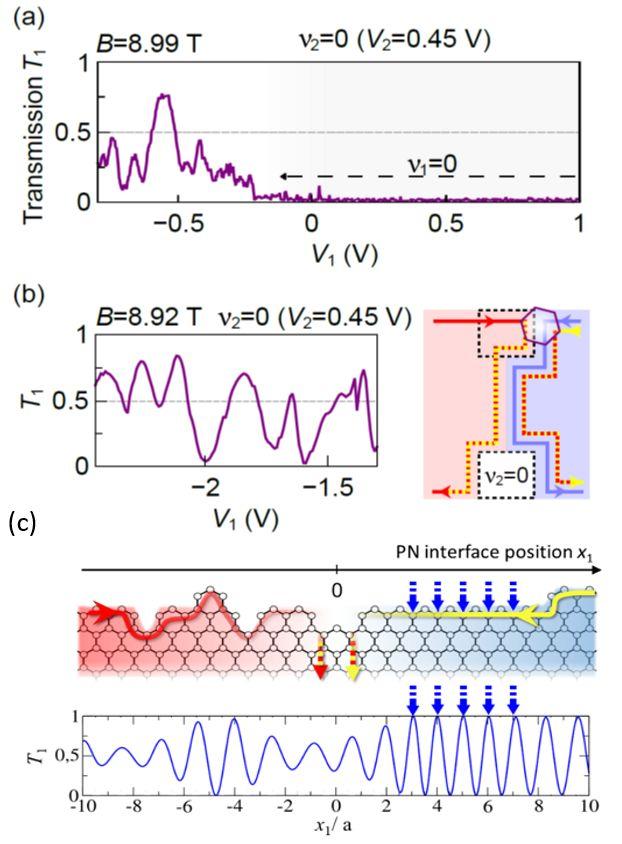 (a)
B=8.99 T ν₂=0 (V₂=0.45 V)
Transmission T₁
1
0.5
0
ν₁=0
−0.5 0 0.5 1
V₁ (V)
(b)
B=8.92 T ν₂=0 (V₂=0.45 V)
T₁
1
0.5
0
−2 −1.5
V₁ (V)
ν₂=0
(c)
PN interface position x₁
0
T₁
1
0.5
0
-10 -8 -6 -4 -2 0 2 4 6 8 10
x₁/ a